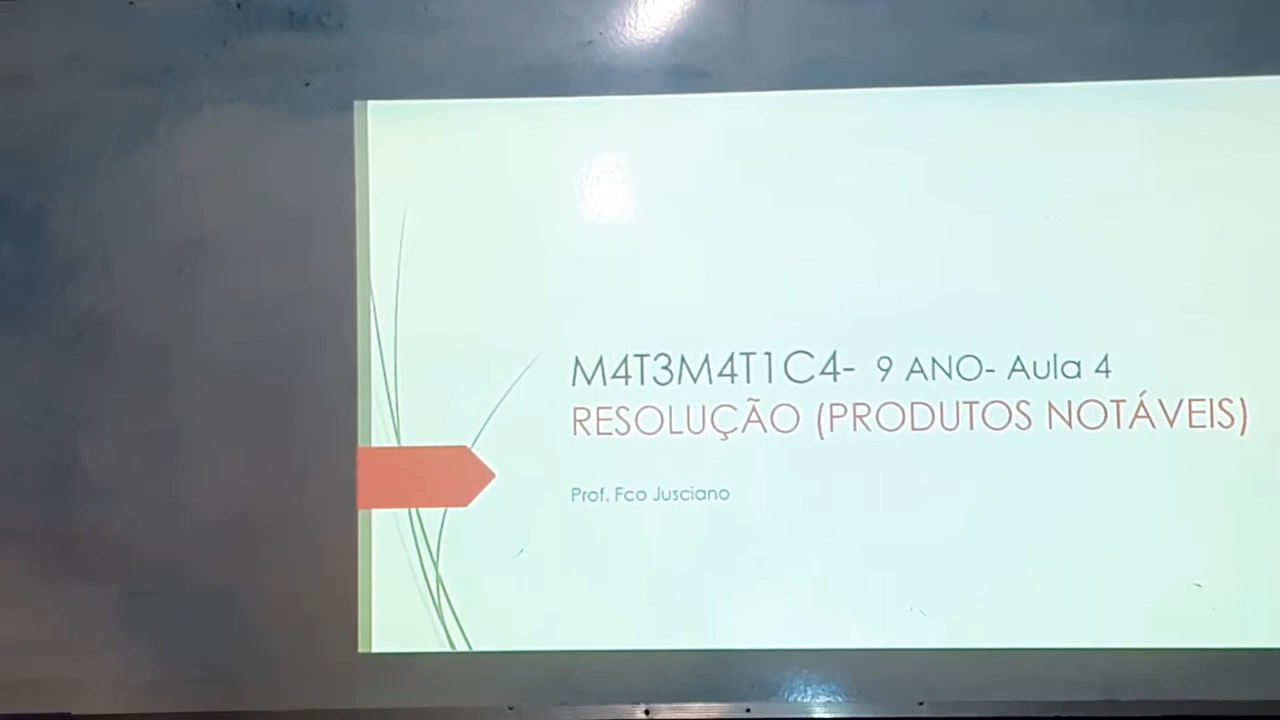 M4T3M4T1C4- 9 ANO- Aula 4
RESOLUÇÃO (PRODUTOS NOTÁVEIS)
Prof. Fco Jusciano